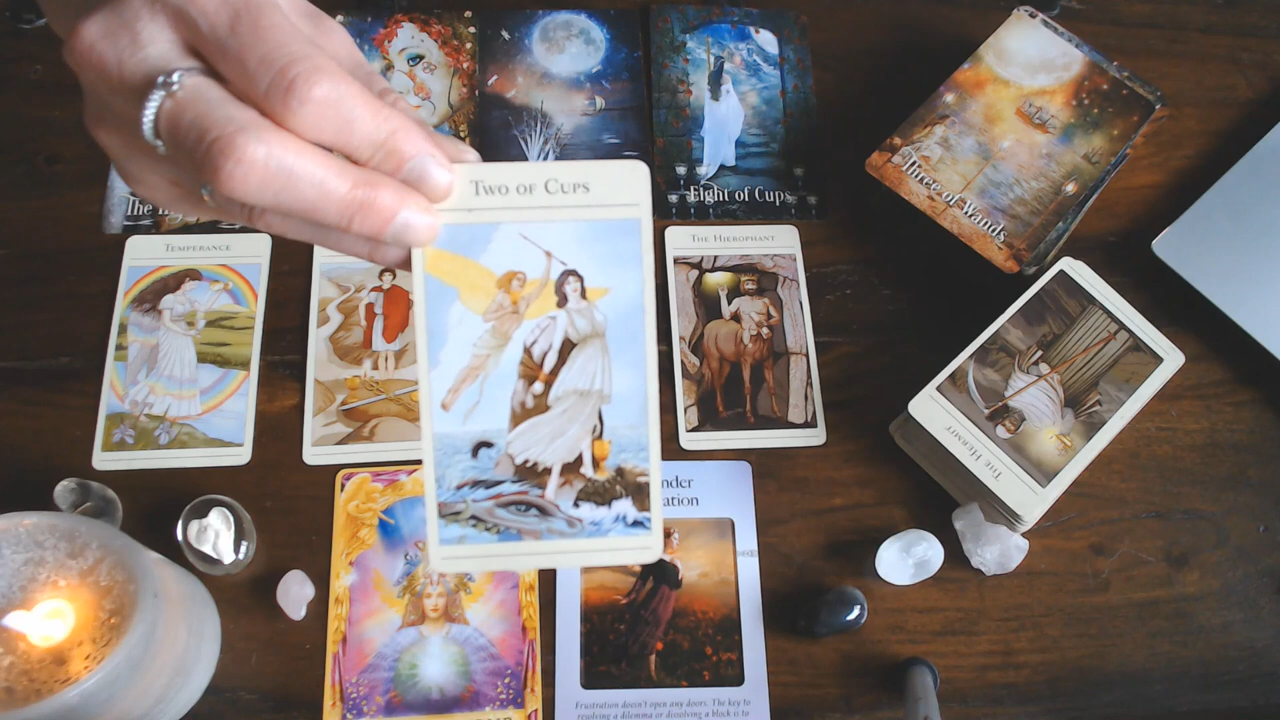 The
Eight of Cups
Three of Wands
TWO OF CUPS
TEMPERANCE
THE HIEROPHANT
THE HERMIT
nder
ation
Frustration doesn't open any doors. The key to
resolving a dilemma or dissolving a block is to